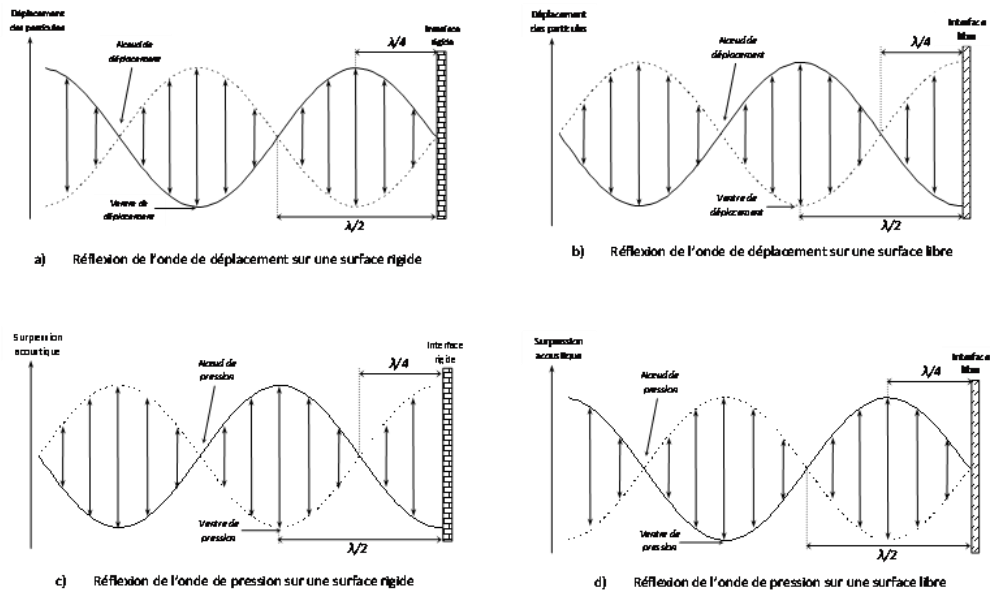 Déplacement
des particules
Interface
rigide
λ/4
Nœud de
déplacement
Ventre de
déplacement
λ/2
a) Réflexion de l'onde de déplacement sur une surface rigide
Déplacement
des particules
Interface
libre
λ/4
Nœud de
déplacement
Ventre de
déplacement
λ/2
b) Réflexion de l'onde de déplacement sur une surface libre
Surpression
acoustique
Interface
rigide
λ/4
Nœud de
pression
Ventre de
pression
λ/2
c) Réflexion de l'onde de pression sur une surface rigide
Surpression
acoustique
Interface
libre
λ/4
Nœud de
pression
Ventre de
pression
λ/2
d) Réflexion de l'onde de pression sur une surface libre